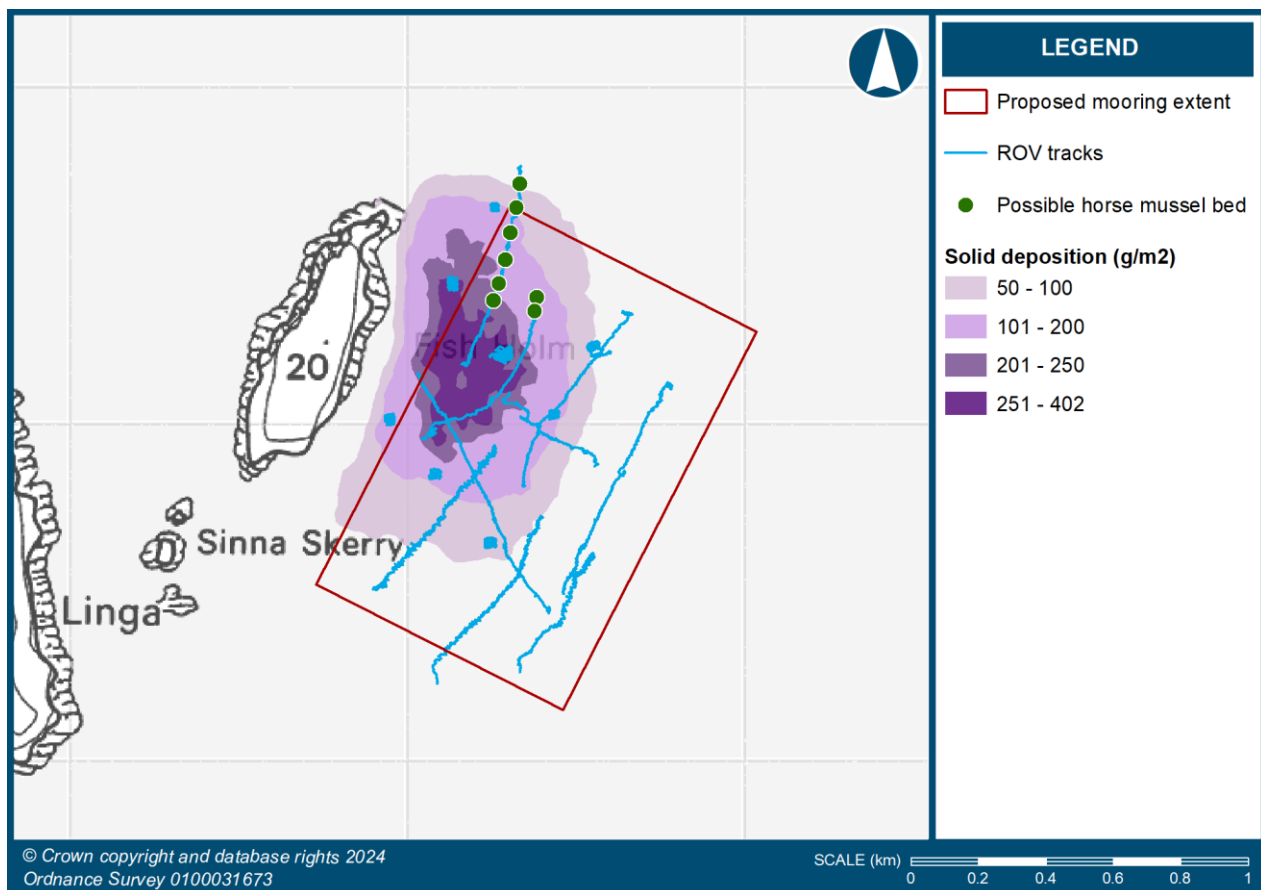 LEGEND
Proposed mooring extent
ROV tracks
Possible horse mussel bed
Solid deposition (g/m2)
50 - 100
101 - 200
201 - 250
251 - 402
Fish Holm
20
Sinna Skerry
Linga
© Crown copyright and database rights 2024
Ordnance Survey 0100031673
SCALE (km)
0 0.2 0.4 0.6 0.8 1